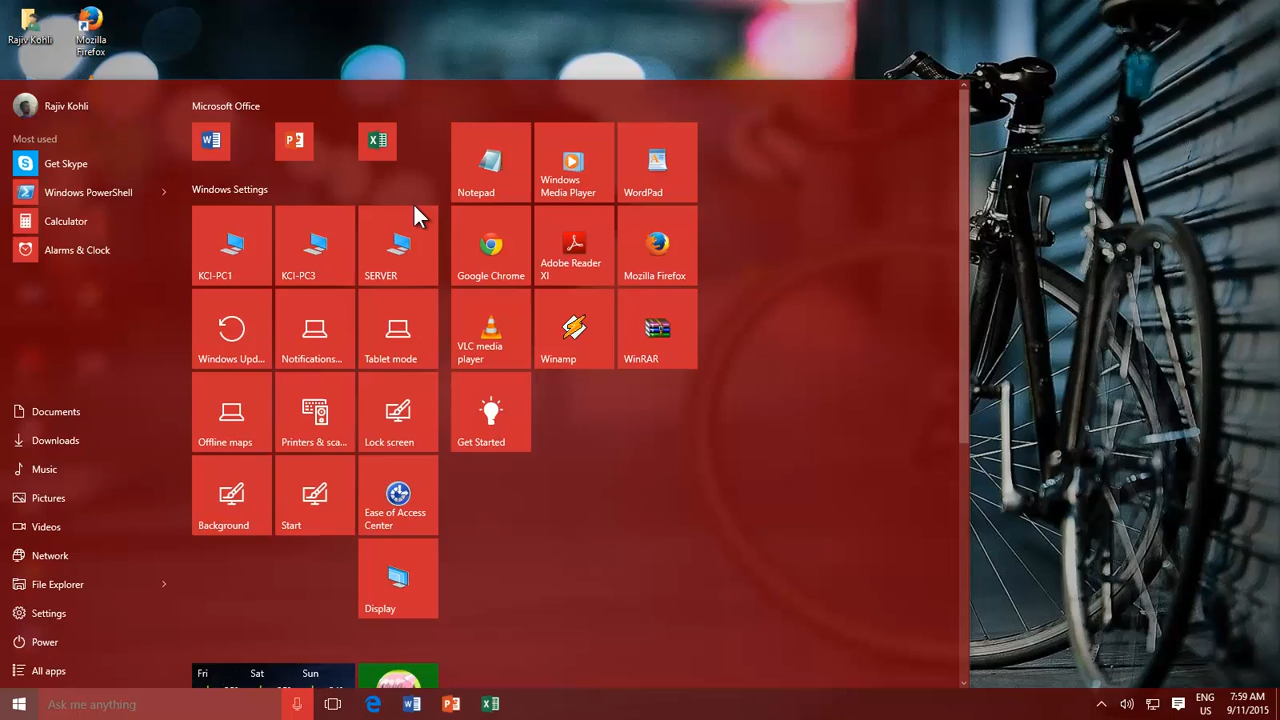 Rajiv Kohli
Mozilla
Firefox
Rajiv Kohli
Most used
Get Skype
Windows PowerShell
Calculator
Alarms & Clock
Documents
Downloads
Music
Pictures
Videos
Network
File Explorer
Settings
Power
All apps
Microsoft Office
Windows Settings
KCI-PC1
KCI-PC3
SERVER
Windows Upd...
Notifications...
Tablet mode
Offline maps
Printers & sca...
Lock screen
Background
Start
Ease of Access
Center
Display
Fri
Sat
Sun
Notepad
Windows
Media Player
WordPad
Google Chrome
Adobe Reader
XI
Mozilla Firefox
VLC media
player
Winamp
WinRAR
Get Started
Ask me anything
ENG
US
7:59 AM
9/11/2015